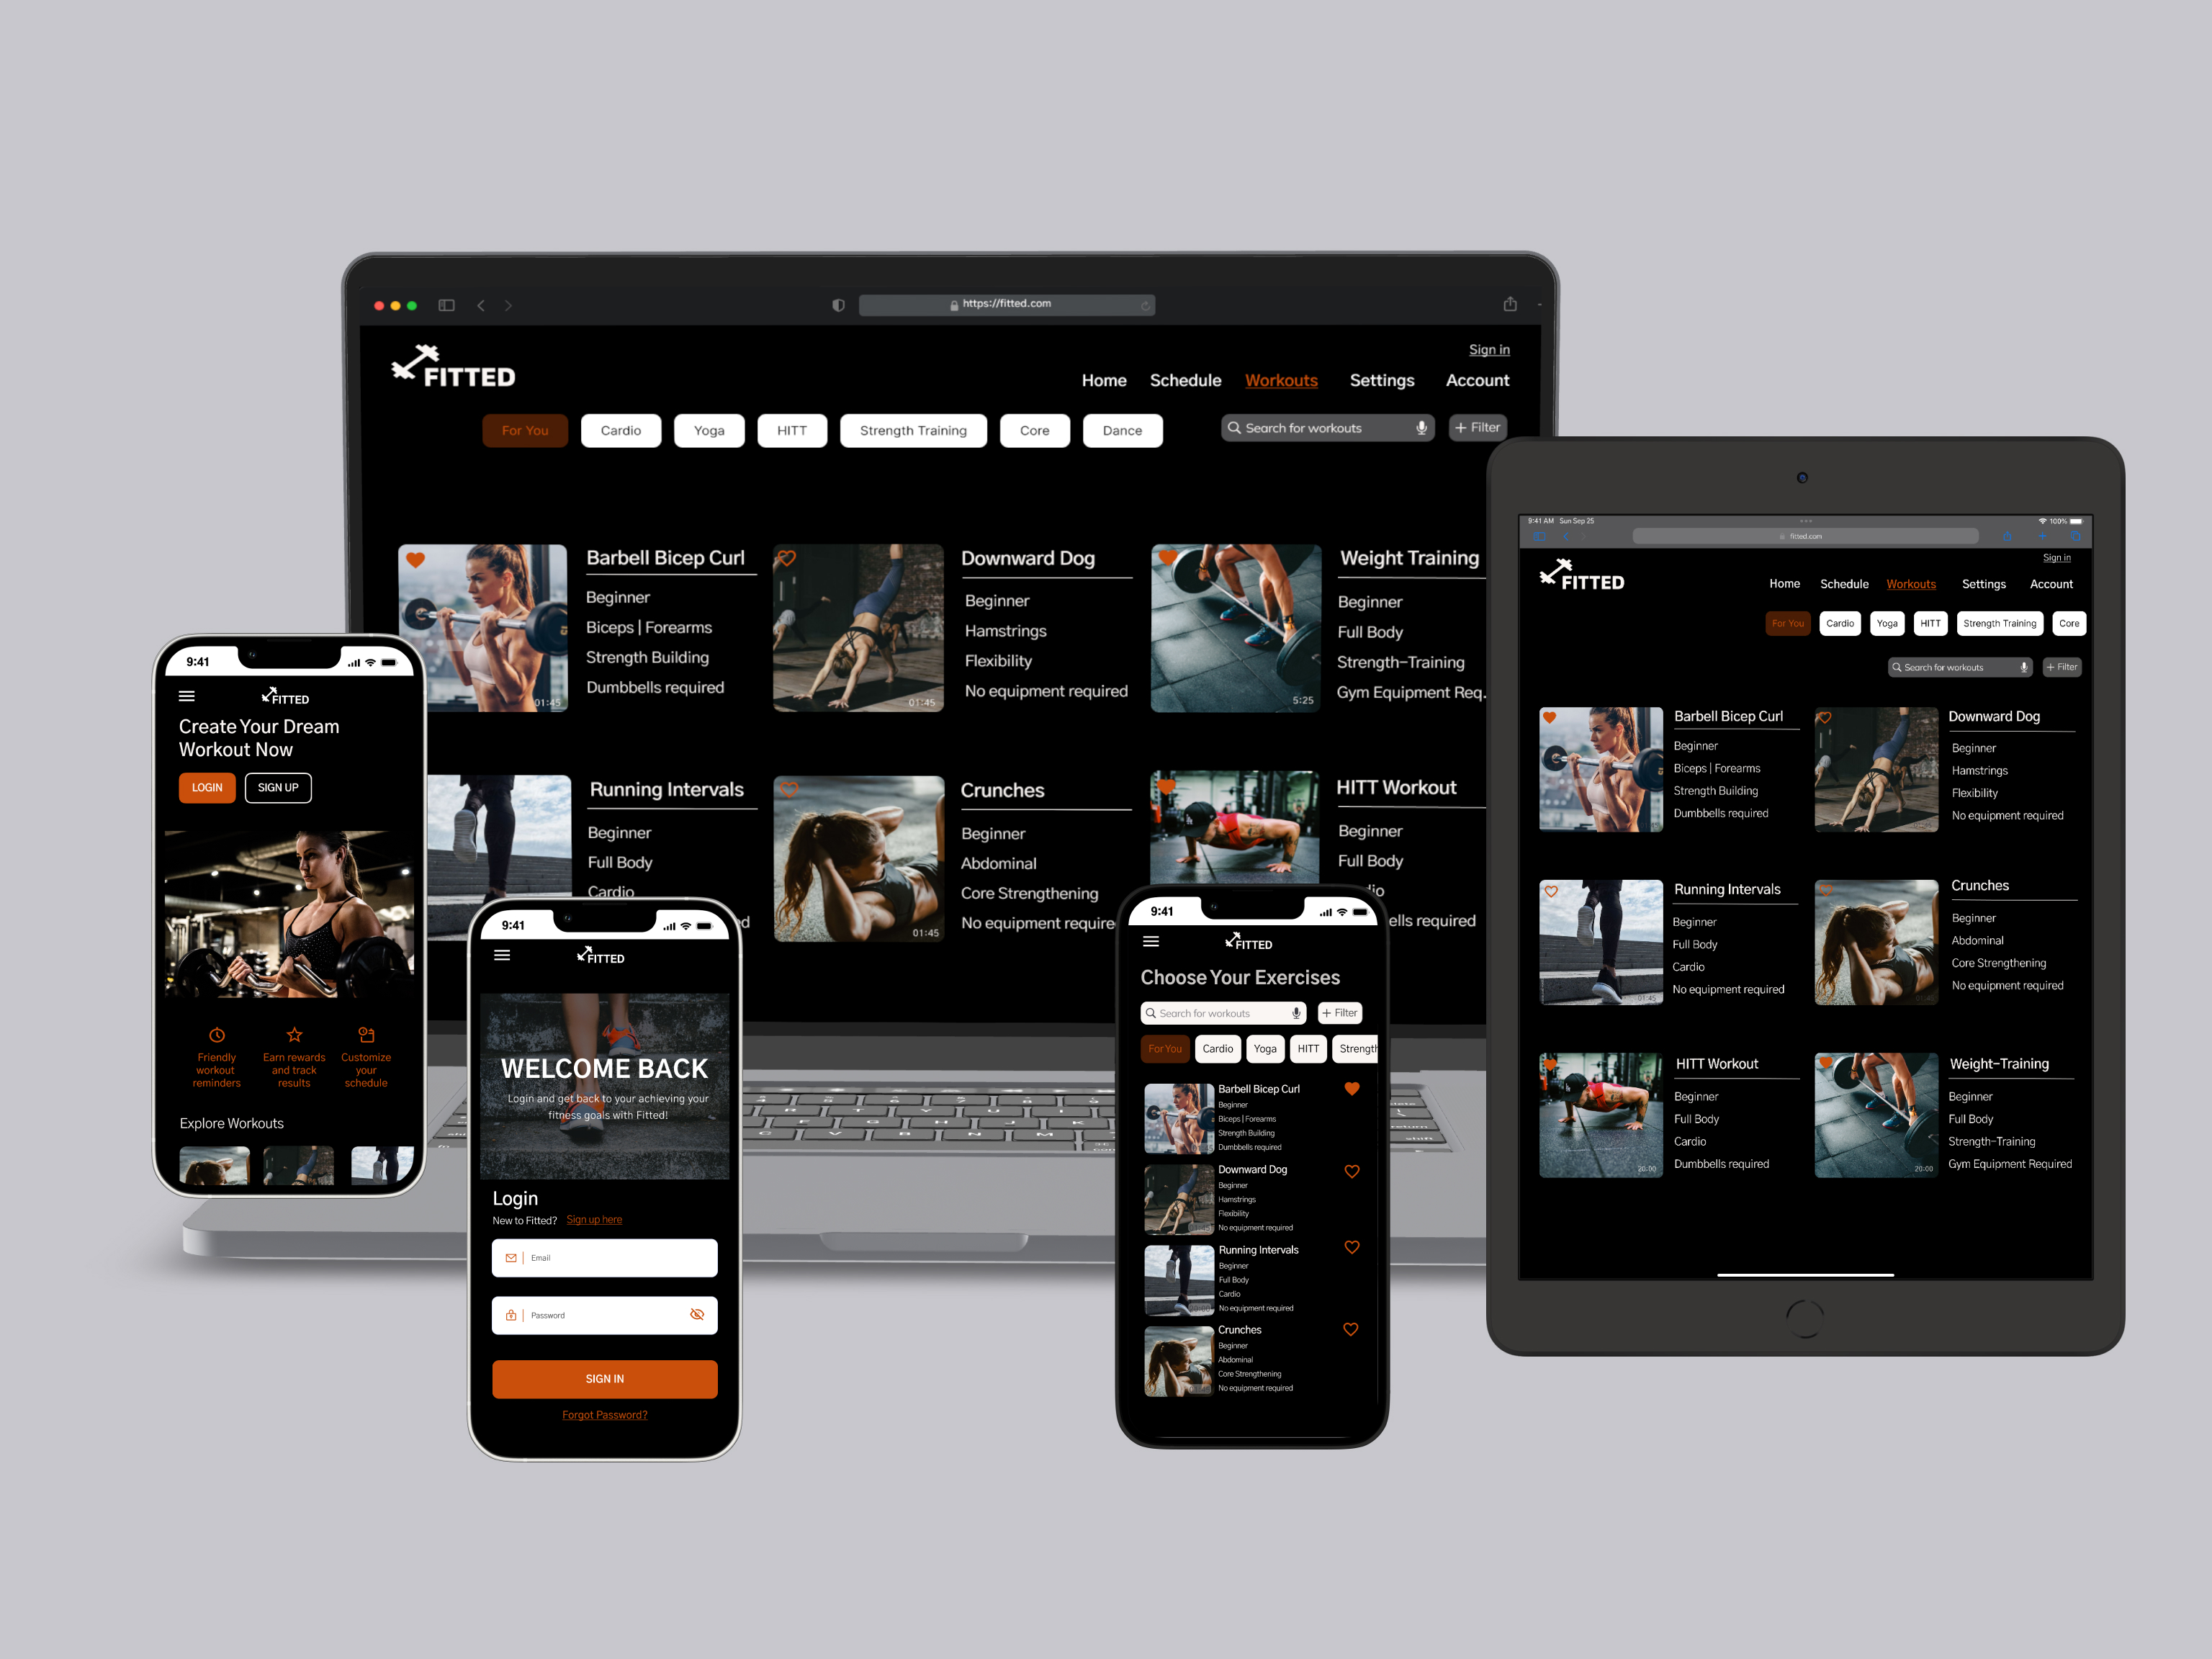 https://fitted.com
FITTED
Sign in
Home Schedule Workouts Settings Account
For You Cardio Yoga HITT Strength Training Core Dance
Search for workouts + Filter
01:45
Barbell Bicep Curl
Beginner
Biceps | Forearms
Strength Building
Dumbbells required
01:45
Downward Dog
Beginner
Hamstrings
Flexibility
No equipment required
5:25
Weight Training
Beginner
Full Body
Strength-Training
Gym Equipment Req.
Running Intervals
Beginner
Full Body
Cardio
d
01:45
Crunches
Beginner
Abdominal
Core Strengthening
No equipment require
HITT Workout
Beginner
Full Body
dio
ells required
9:41
FITTED
Create Your Dream
Workout Now
LOGIN SIGN UP
Friendly
workout
reminders
Earn rewards
and track
results
Customize
your
schedule
Explore Workouts
9:41
FITTED
WELCOME BACK
Login and get back to your achieving your
fitness goals with Fitted!
Login
New to Fitted? Sign up here
Email
Password
SIGN IN
Forgot Password?
9:41
FITTED
Choose Your Exercises
Search for workouts + Filter
For You Cardio Yoga HITT Strength
Barbell Bicep Curl
Beginner
Biceps | Forearms
Strength Building
Dumbbells required
Downward Dog
Beginner
Hamstrings
Flexibility
No equipment required
Running Intervals
Beginner
Full Body
Cardio
No equipment required
Crunches
Beginner
Abdominal
Core Strengthening
No equipment required
9:41 AM Sun Sep 25 100%
fitted.com
FITTED
Sign in
Home Schedule Workouts Settings Account
For You Cardio Yoga HITT Strength Training Core
Search for workouts + Filter
Barbell Bicep Curl
Beginner
Biceps | Forearms
Strength Building
Dumbbells required
Downward Dog
Beginner
Hamstrings
Flexibility
No equipment required
01:45
Running Intervals
Beginner
Full Body
Cardio
No equipment required
01:45
Crunches
Beginner
Abdominal
Core Strengthening
No equipment required
20:00
HITT Workout
Beginner
Full Body
Cardio
Dumbbells required
20:00
Weight-Training
Beginner
Full Body
Strength-Training
Gym Equipment Required